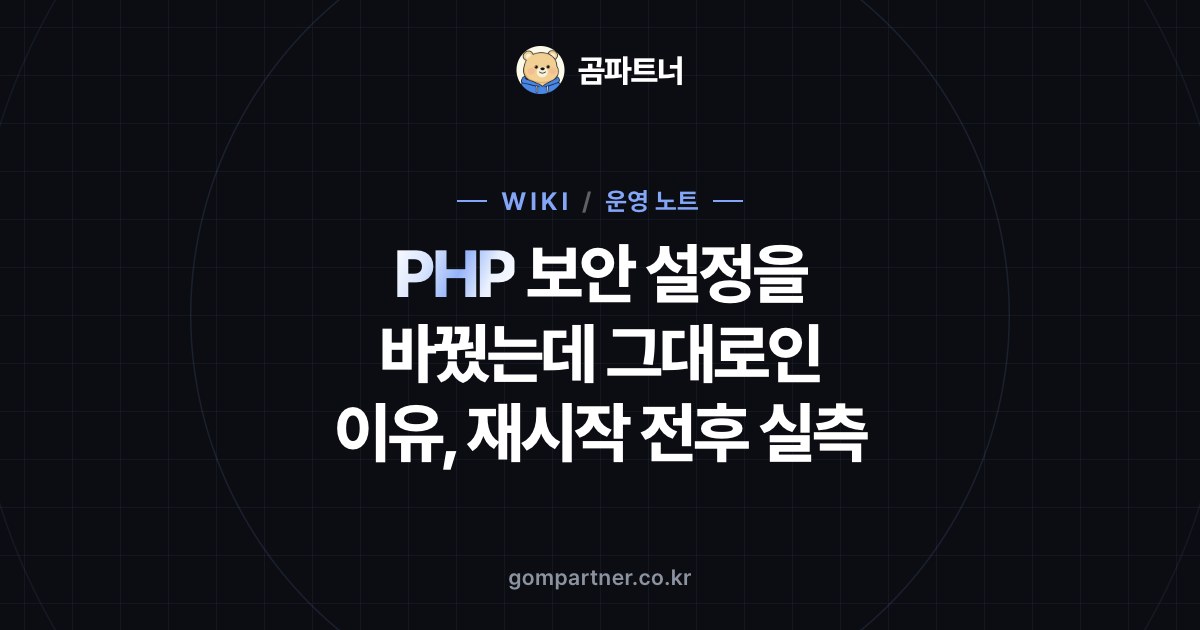 곰파트너
WIKI / 운영 노트
PHP 보안 설정을
바꿨는데 그대로인
이유, 재시작 전후 실측
gompartner.co.kr